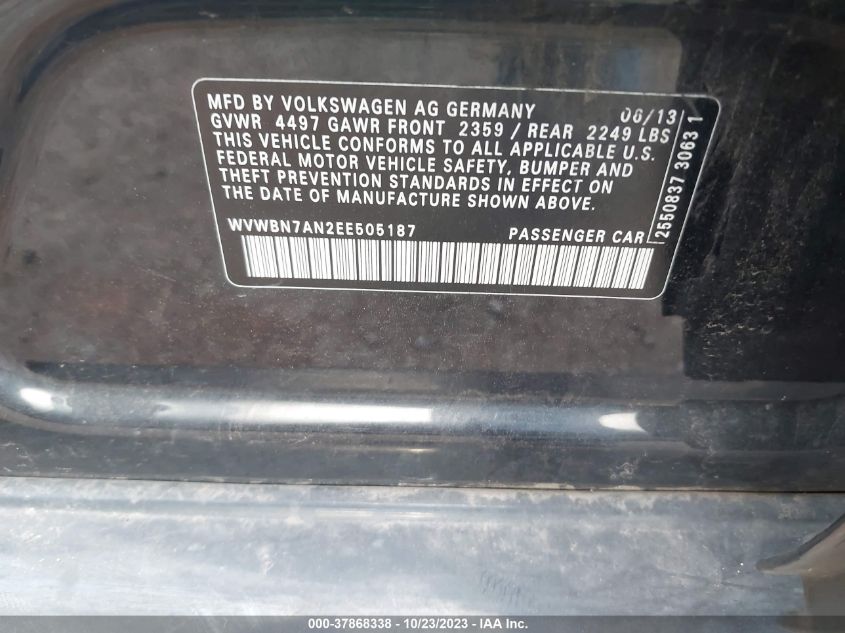 MFD BY VOLKSWAGEN AG GERMANY 06/13
GVWR 4497 GAWR FRONT 2359 / REAR 2249 LBS
THIS VEHICLE CONFORMS TO ALL APPLICABLE U.S.
FEDERAL MOTOR VEHICLE SAFETY, BUMPER AND
THEFT PREVENTION STANDARDS IN EFFECT ON
THE DATE OF MANUFACTURE SHOWN ABOVE.
WVWBN7AN2EE505187 PASSENGER CAR
2550837 3063 1
000-37868338 - 10/23/2023 - IAA Inc.